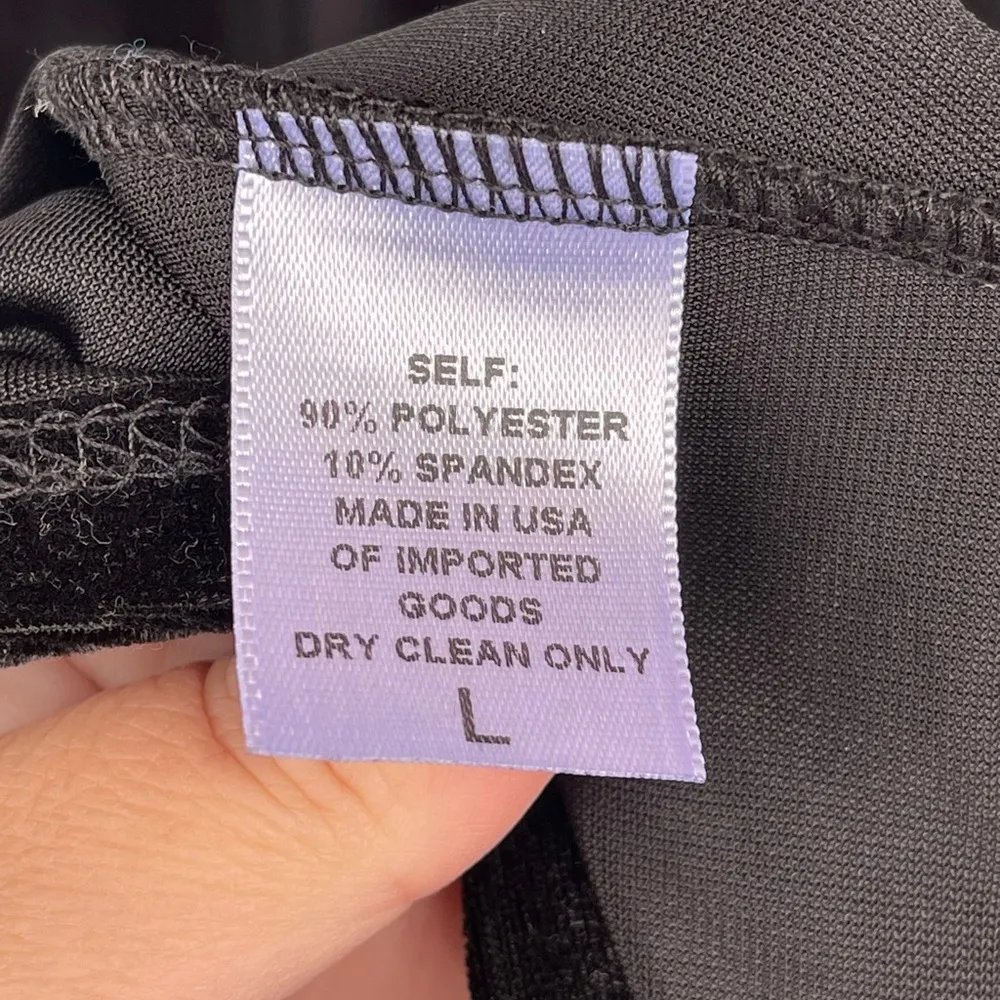 SELF:
90% POLYESTER
10% SPANDEX
MADE IN USA
OF IMPORTED
GOODS
DRY CLEAN ONLY
L